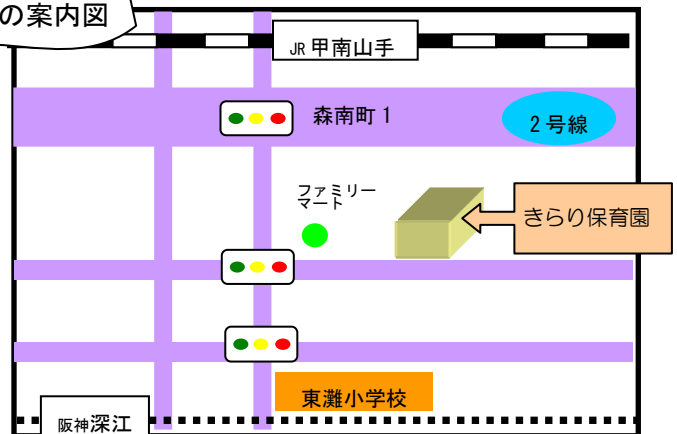 の案内図
JR 甲南山手
森南町 1
2 号線
ファミリー
マート
きらり保育園
東灘小学校
阪神深江